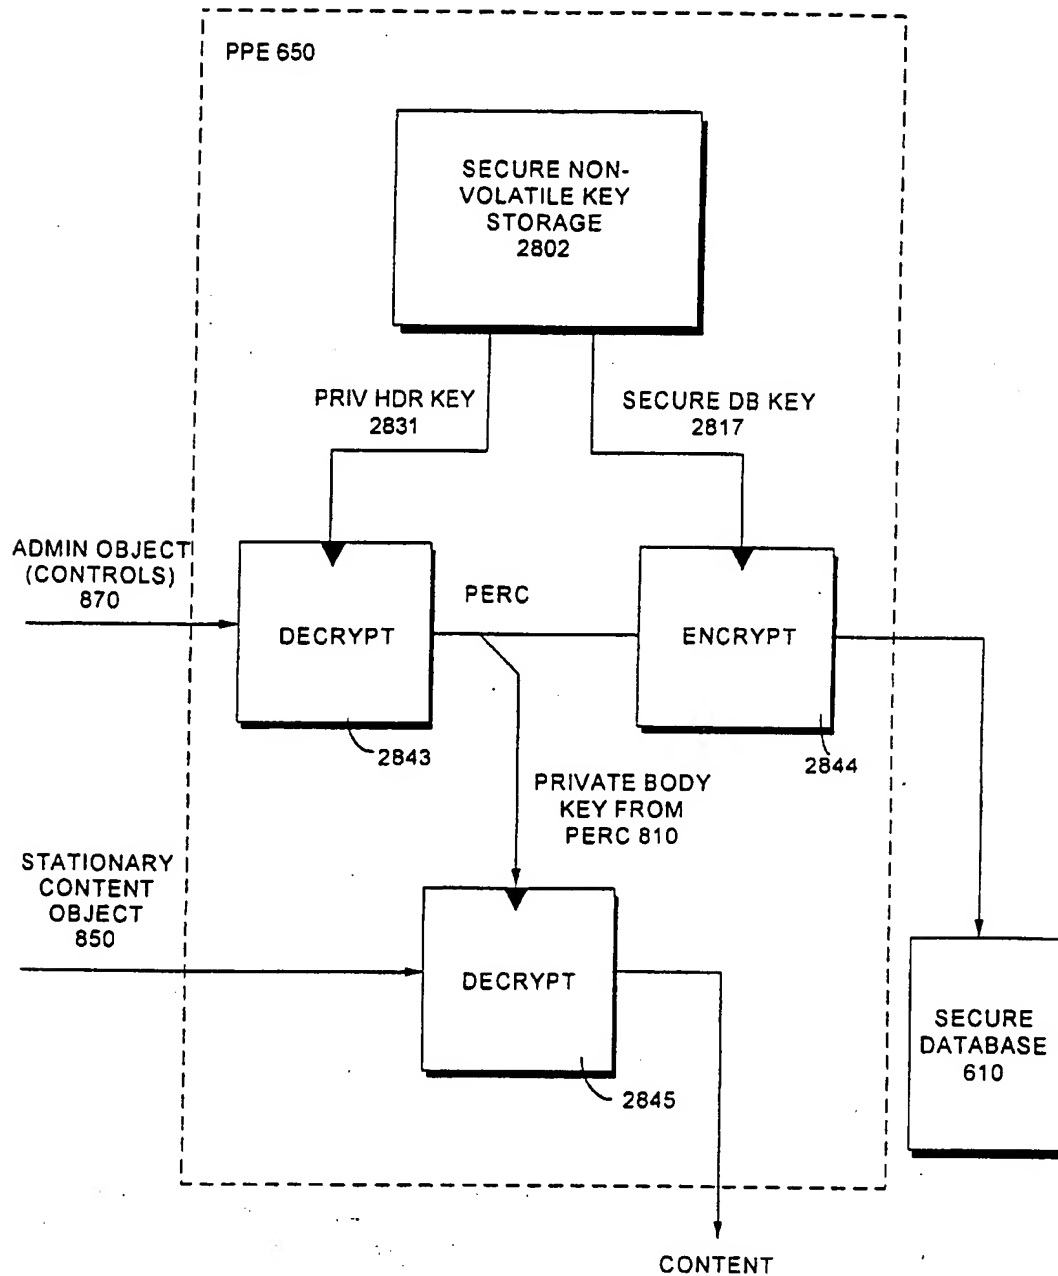 PPE 650
SECURE NON-
VOLATILE KEY
STORAGE
2802
PRIV HDR KEY
2831
SECURE DB KEY
2817
ADMIN OBJECT
(CONTROLS)
870
DECRYPT
PERC
ENCRYPT
2843
2844
PRIVATE BODY
KEY FROM
PERC 810
STATIONARY
CONTENT
OBJECT
850
DECRYPT
2845
SECURE
DATABASE
610
CONTENT